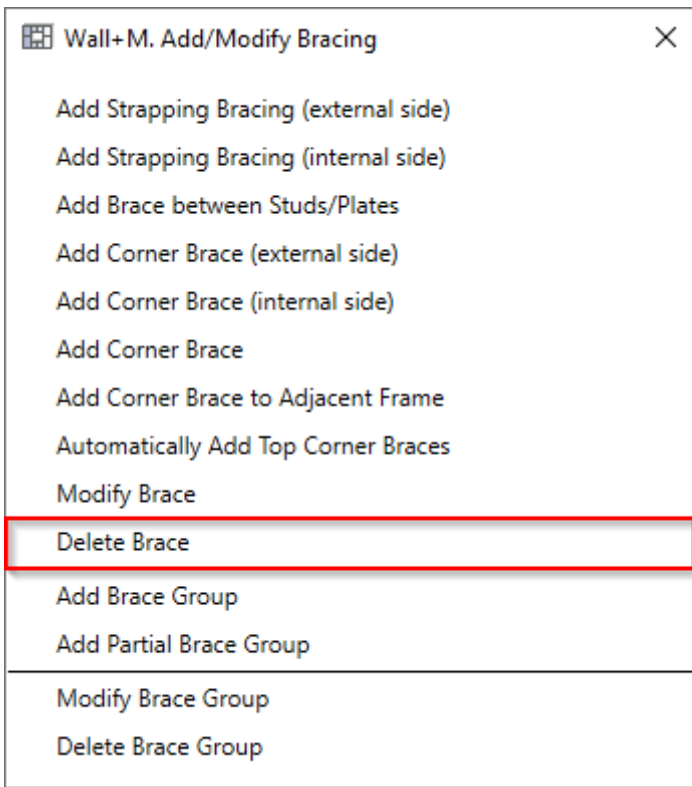 Wall+M. Add/Modify Bracing
Add Strapping Bracing (external side)
Add Strapping Bracing (internal side)
Add Brace between Studs/Plates
Add Corner Brace (external side)
Add Corner Brace (internal side)
Add Corner Brace
Add Corner Brace to Adjacent Frame
Automatically Add Top Corner Braces
Modify Brace
Delete Brace
Add Brace Group
Add Partial Brace Group
Modify Brace Group
Delete Brace Group